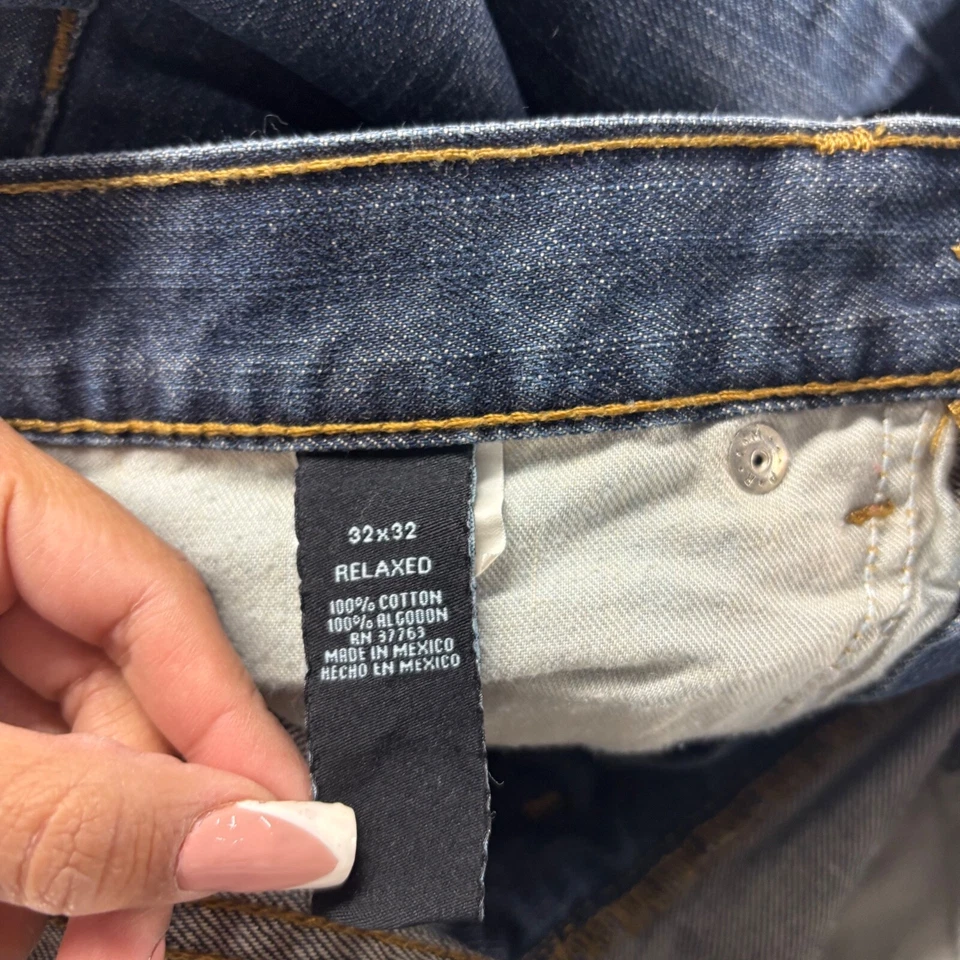 32x32
RELAXED
100% COTTON
100% ALGODON
RN 37763
MADE IN MEXICO
HECHO EN MEXICO